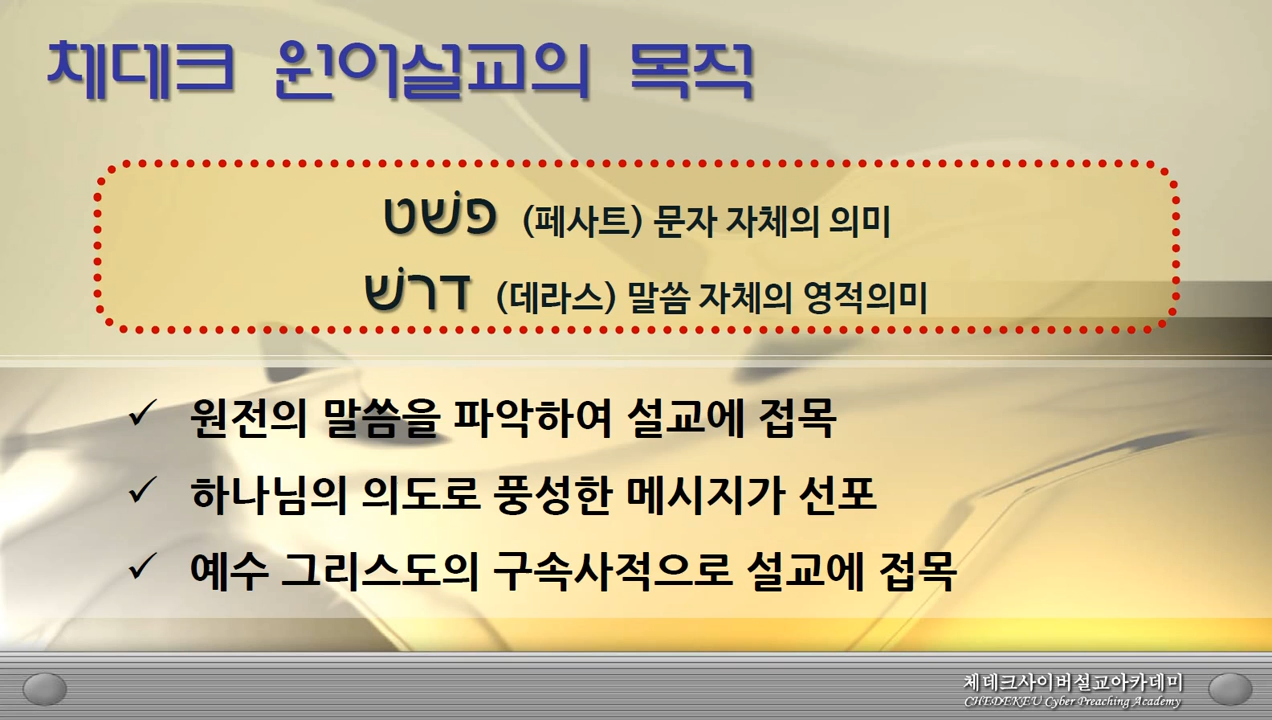 체데크 원어설교의 목적
פשׁט (페사트) 문자 자체의 의미
דרשׁ (데라스) 말씀 자체의 영적의미
✓ 원전의 말씀을 파악하여 설교에 접목
✓ 하나님의 의도로 풍성한 메시지가 선포
✓ 예수 그리스도의 구속사적으로 설교에 접목
체데크사이버설교아카데미
CHEDEKEU Cyber Preaching Academy